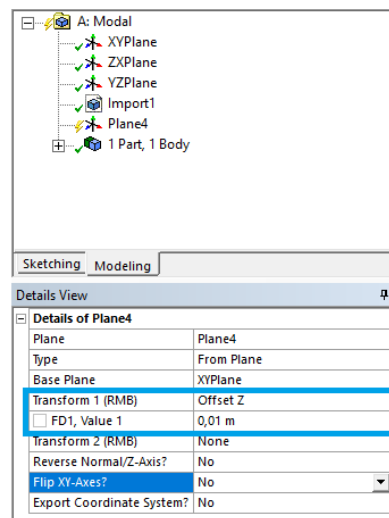 A: Modal
XYPlane
ZXPlane
YZPlane
Import1
Plane4
1 Part, 1 Body
Sketching Modeling
Details View
Details of Plane4
Plane Plane4
Type From Plane
Base Plane XYPlane
Transform 1 (RMB) Offset Z
FD1, Value 1 0,01 m
Transform 2 (RMB) None
Reverse Normal/Z-Axis? No
Flip XY-Axes? No
Export Coordinate System? No